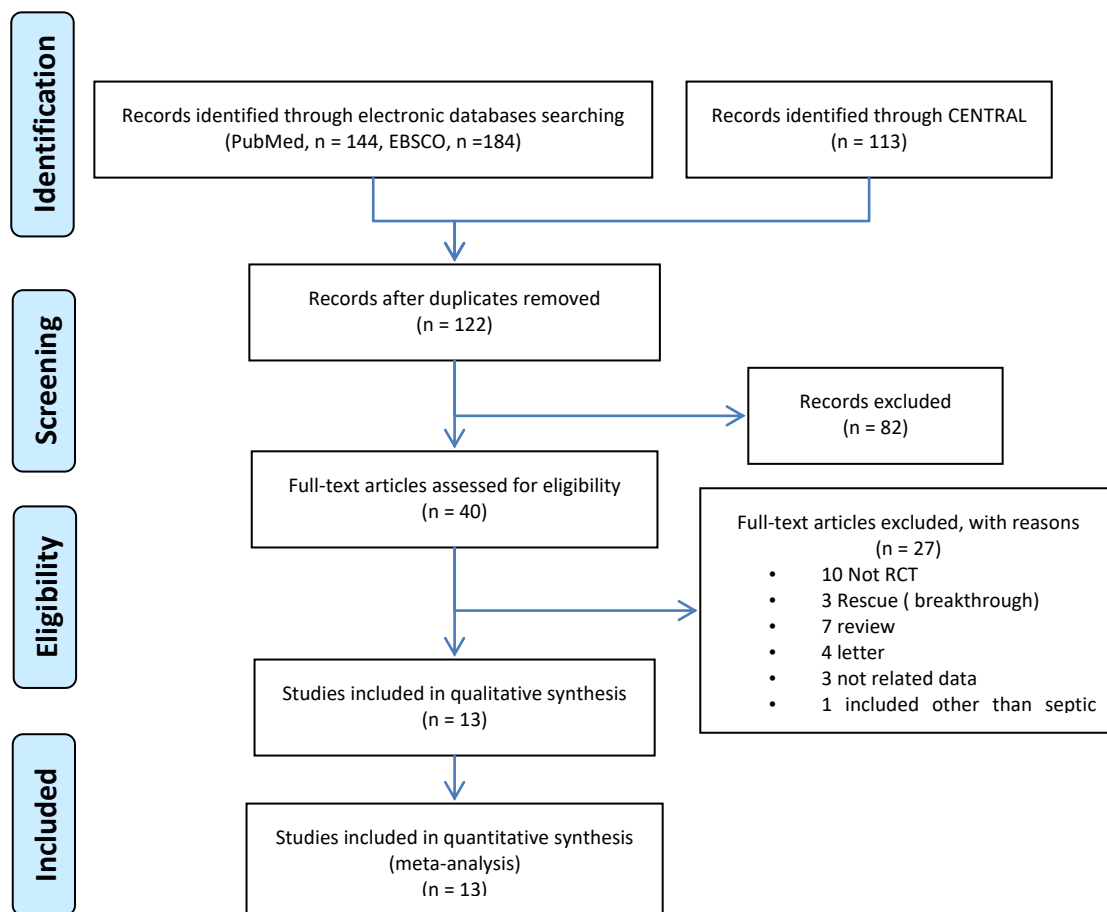 Identification
Records identified through electronic databases searching
(PubMed, n = 144, EBSCO, n =184)
Records identified through CENTRAL
(n = 113)
Screening
Records after duplicates removed
(n = 122)
Records excluded
(n = 82)
Full-text articles assessed for eligibility
(n = 40)
Eligibility
Full-text articles excluded, with reasons
(n = 27)
• 10 Not RCT
• 3 Rescue ( breakthrough)
• 7 review
• 4 letter
• 3 not related data
• 1 included other than septic
Studies included in qualitative synthesis
(n = 13)
Included
Studies included in quantitative synthesis
(meta-analysis)
(n = 13)